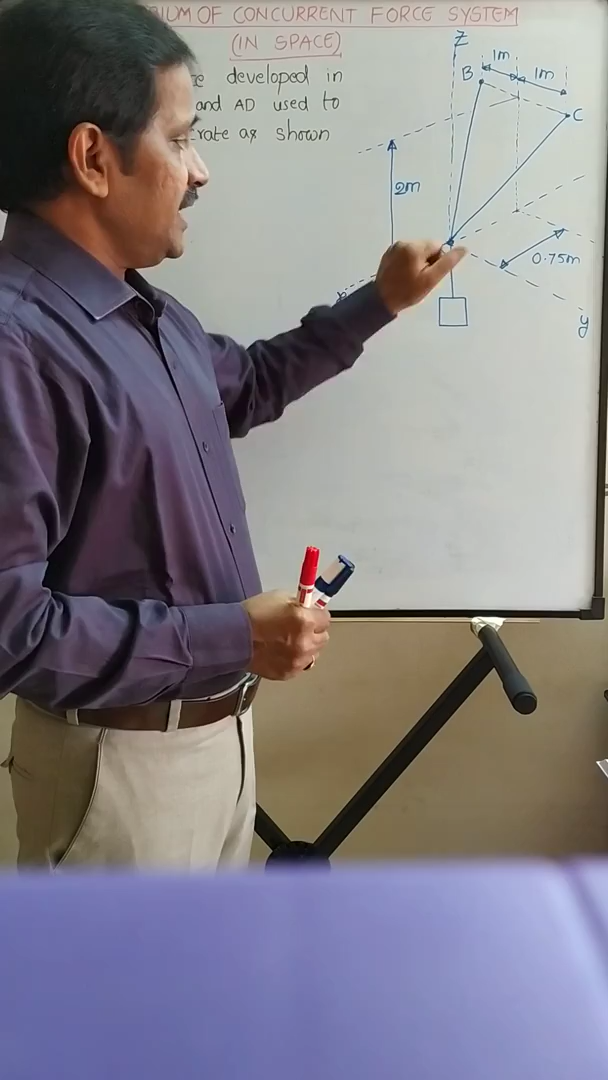 IUM OF CONCURRENT FORCE SYSTEM
(IN SPACE)
developed in
and AD used to
rate as shown
z
1m
1m
B
C
2m
0.75m
x
y